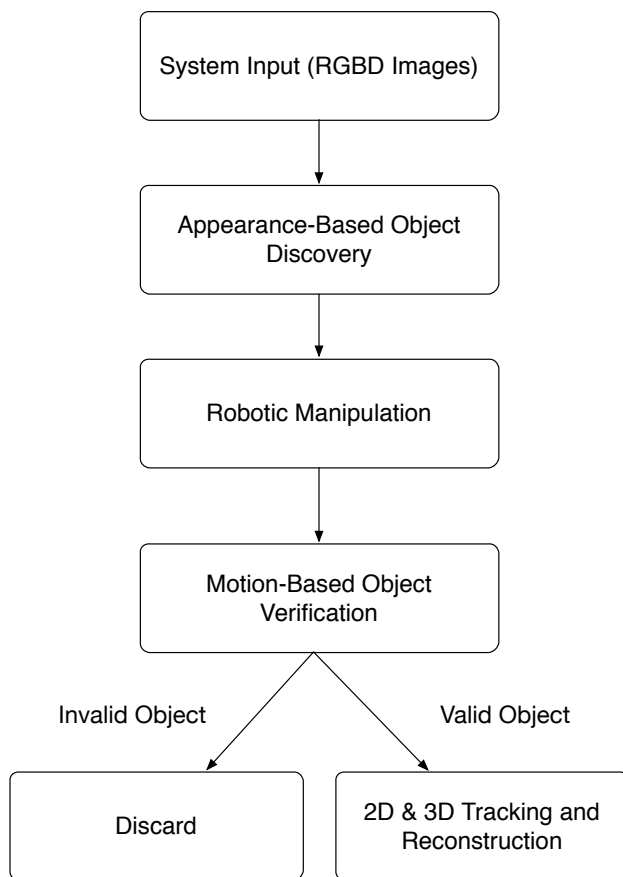 System Input (RGBD Images)
Appearance-Based Object
Discovery
Robotic Manipulation
Motion-Based Object
Verification
Invalid Object
Valid Object
Discard
2D & 3D Tracking and
Reconstruction